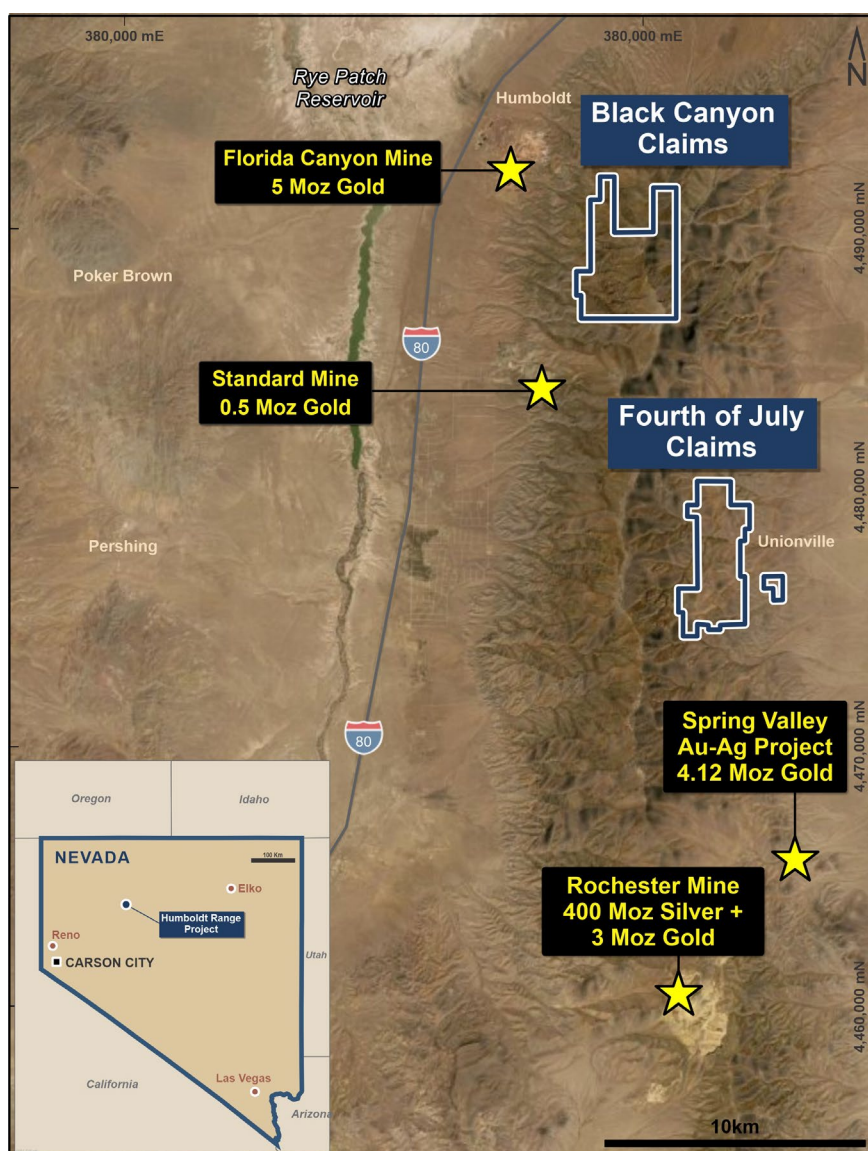 380,000 mE
380,000 mE
N
Rye Patch
Reservoir
Humboldt
Black Canyon
Claims
Florida Canyon Mine
5 Moz Gold
4,490,000 mN
Poker Brown
80
Standard Mine
0.5 Moz Gold
Fourth of July
Claims
4,480,000 mN
Pershing
Unionville
Spring Valley
Au-Ag Project
4.12 Moz Gold
80
4,470,000 mN
Rochester Mine
400 Moz Silver +
3 Moz Gold
4,460,000 mN
10km
Oregon
Idaho
NEVADA
100 Km
Elko
Humboldt Range
Project
Reno
CARSON CITY
Utah
California
Las Vegas
Arizona